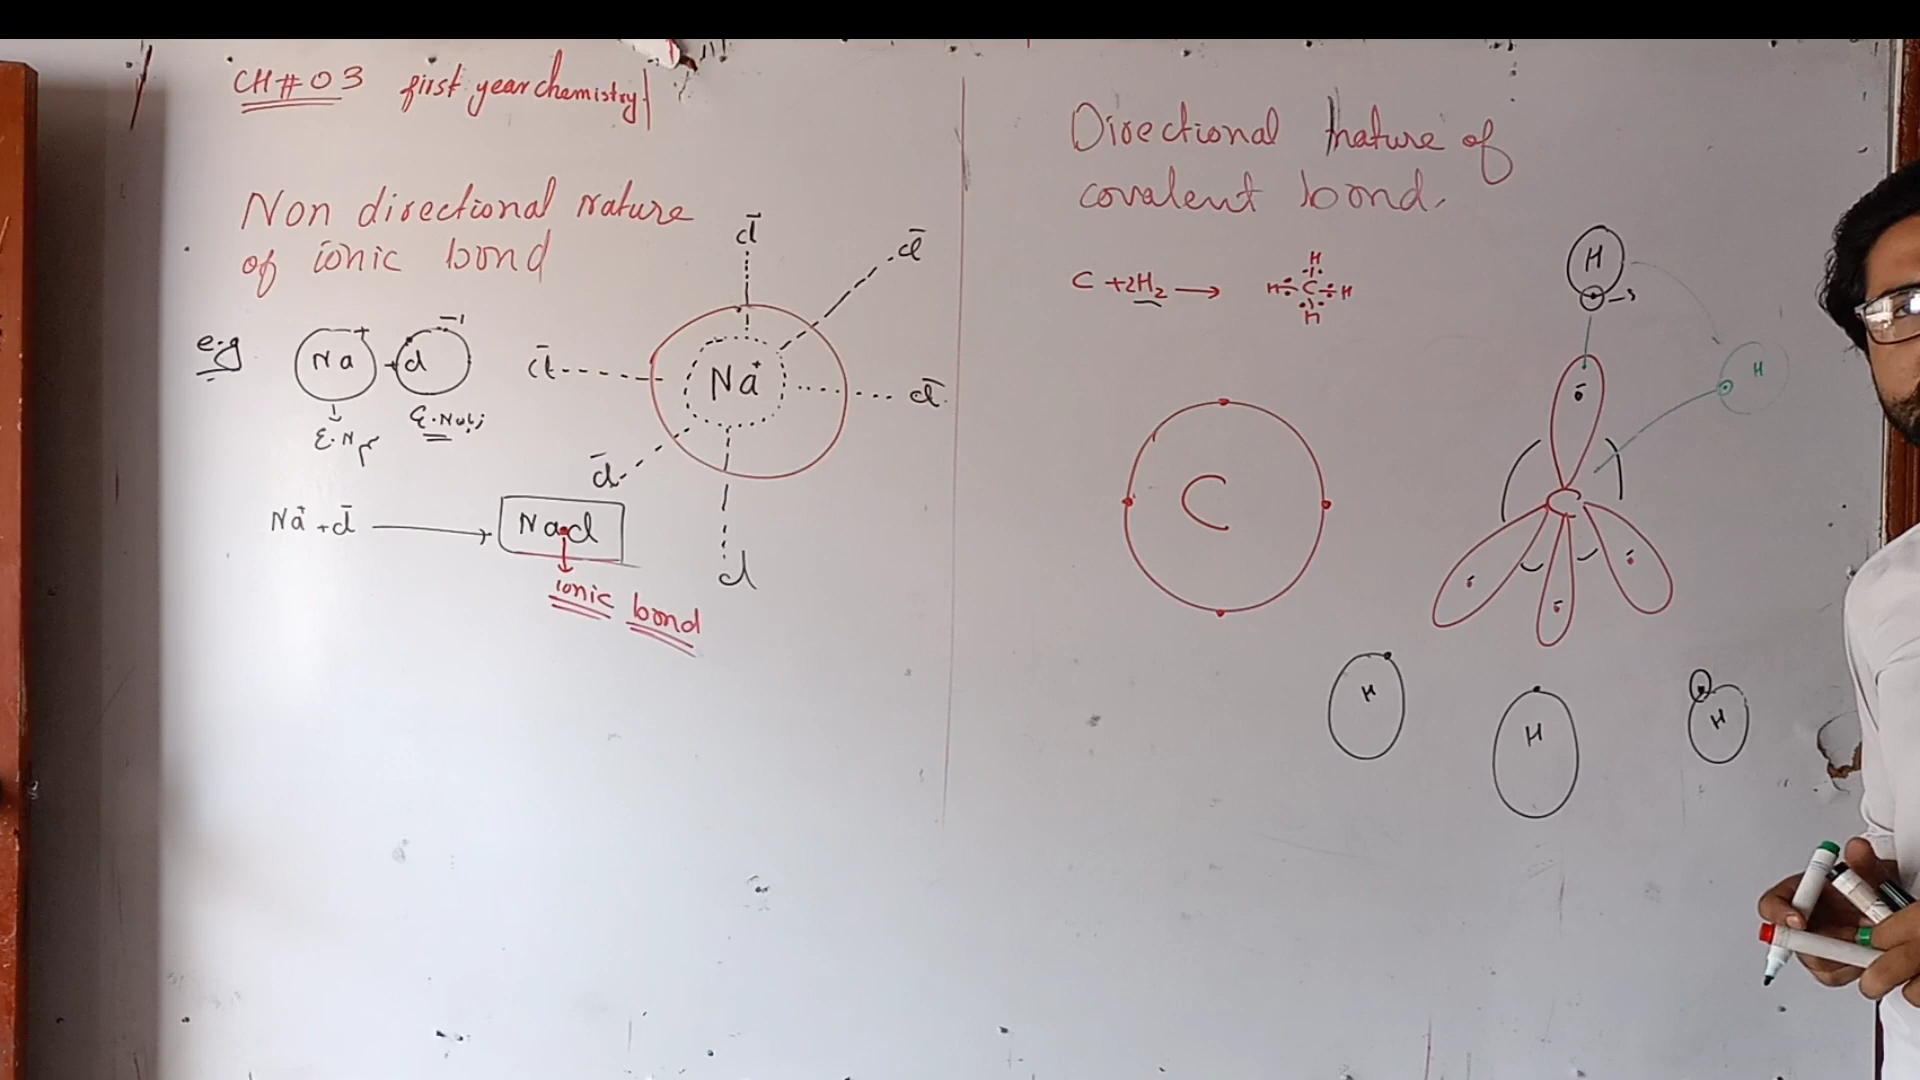 CH # 03 first year chemistry
Non directional nature
of ionic bond
e.g
Na+ + Cl-1
E.N
E.N
Na+ + Cl- → NaCl
ionic bond
Cl-
Cl-
Cl-
Na+
Cl-
Cl-
Cl
Directional nature of
covalent bond.
C + 2H2 →
H
H C H
H
C
H
H
C
H
H
H